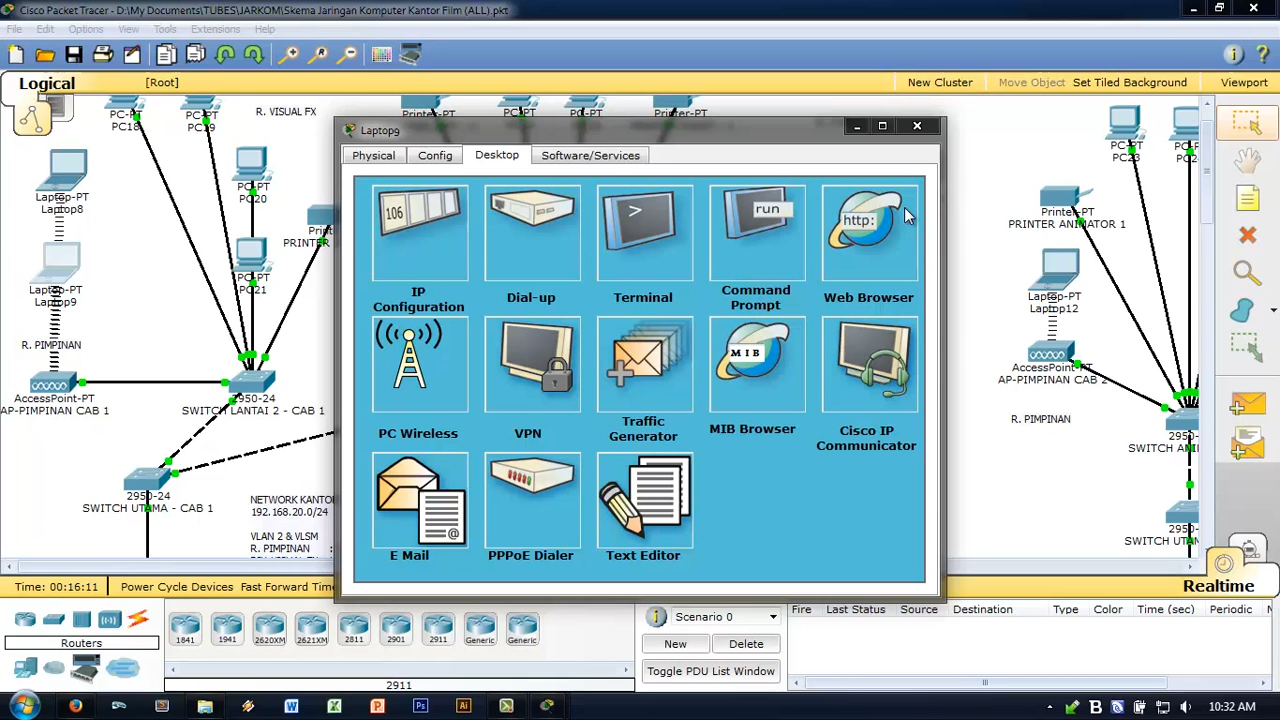 Cisco Packet Tracer - D:\My Documents\TUBES\JARKOM\Skema Jaringan Komputer Kantor Film (ALL).pkt
File Edit Options View Tools Extensions Help
Logical
[Root]
New Cluster
Move Object
Set Tiled Background
Viewport
PC-PT
PC18
PC-PT
PC19
R. VISUAL FX
Laptop-PT
Laptop8
PC-PT
PC20
PC-PT
PC21
Laptop-PT
Laptop9
R. PIMPINAN
AccessPoint-PT
AP-PIMPINAN CAB 1
2950-24
SWITCH LANTAI 2 - CAB 1
2950-24
SWITCH UTAMA - CAB 1
192.168.20.0/24
VLAN 2 & VLSM
R. PIMPINAN
Laptop9
Physical
Config
Desktop
Software/Services
106
run
http:
IP
Configuration
Dial-up
Terminal
Command
Prompt
Web Browser
MIB
PC Wireless
VPN
Traffic
Generator
MIB Browser
Cisco IP
Communicator
@
E Mail
PPPoE Dialer
Text Editor
PC-PT
PC23
Printer-PT
PRINTER ANIMATOR 1
Laptop-PT
Laptop12
AccessPoint-PT
AP-PIMPINAN CAB 2
R. PIMPINAN
Time: 00:16:11
Power Cycle Devices
Realtime
Routers
1841
1941
2620XM
2621XM
2811
2901
2911
Generic
Generic
2911
Scenario 0
New
Delete
Toggle PDU List Window
Fire
Last Status
Source
Destination
Type
Color
Time (sec)
Periodic
10:32 AM